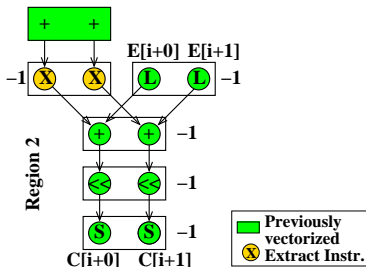 + +
E[i+0] E[i+1]
-1 X X L L -1
+ + -1
<< << -1
S S -1
C[i+0] C[i+1]
Region 2
Previously
vectorized
X Extract Instr.